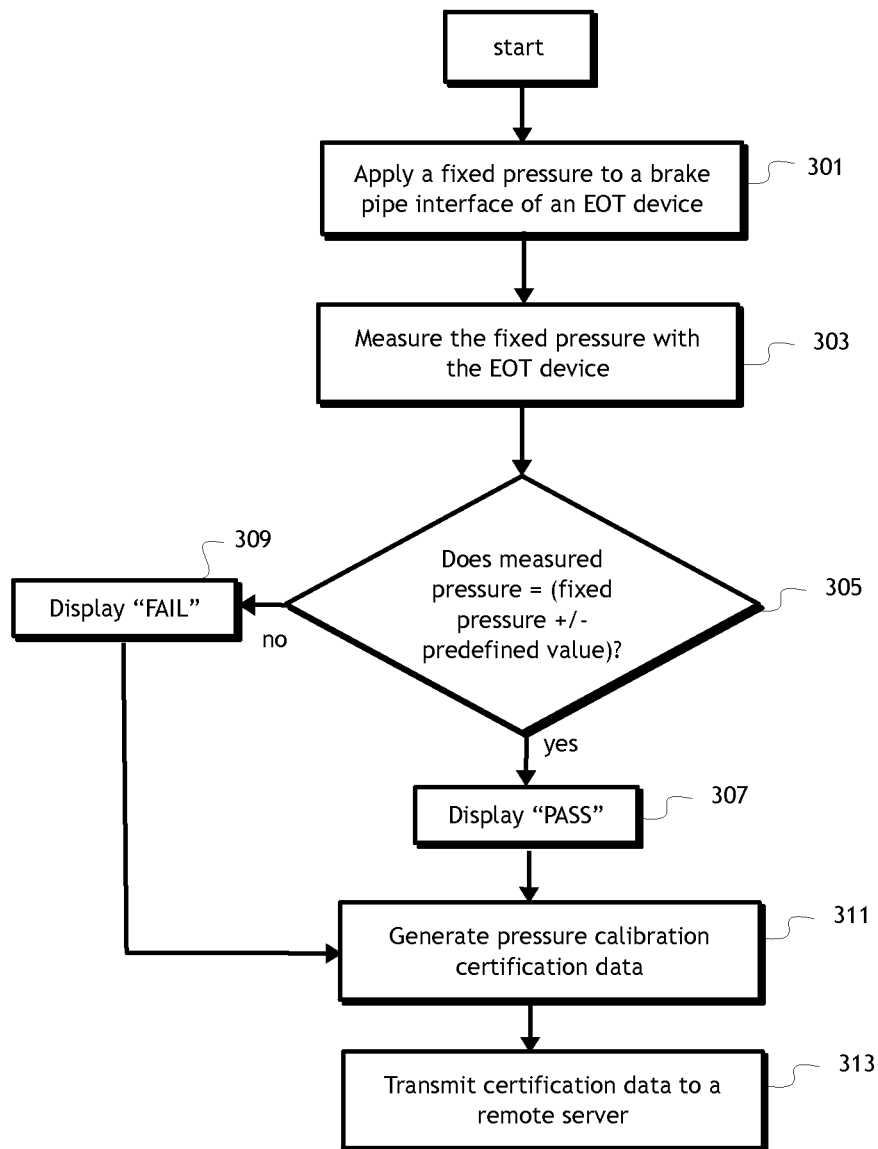 start
Apply a fixed pressure to a brake
pipe interface of an EOT device
301
Measure the fixed pressure with
the EOT device
303
Does measured
pressure = (fixed
pressure +/-
predefined value)?
305
309
Display “FAIL”
no
yes
Display “PASS”
307
Generate pressure calibration
certification data
311
Transmit certification data to a
remote server
313